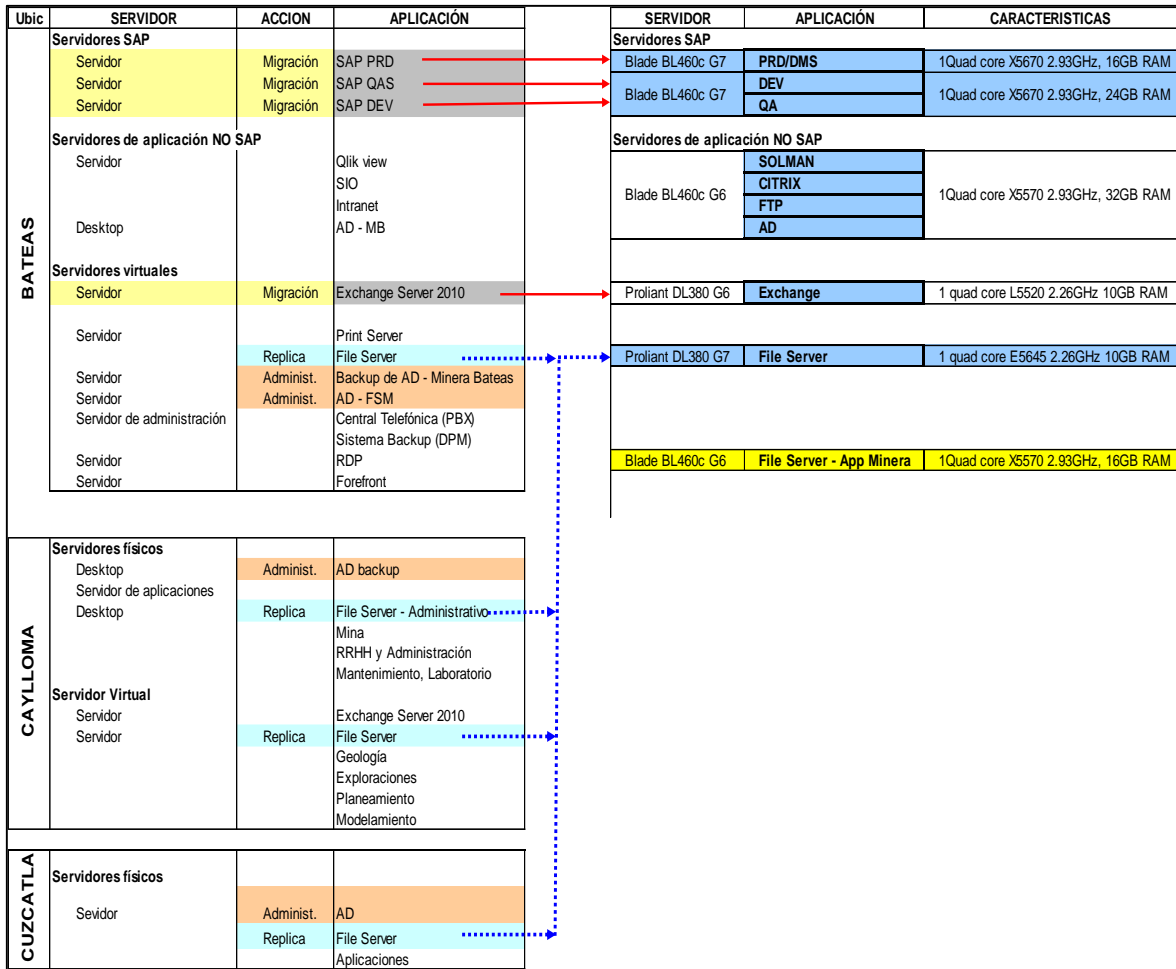 Ubic SERVIDOR ACCION APLICACIÓN SERVIDOR APLICACIÓN CARACTERISTICAS
Servidores SAP Servidores SAP
Servidor Migración SAP PRD Blade BL460c G7 PRD/DMS 1Quad core X5670 2.93GHz, 16GB RAM
Servidor Migración SAP QAS Blade BL460c G7 DEV 1Quad core X5670 2.93GHz, 24GB RAM
Servidor Migración SAP DEV QA
Servidores de aplicación NO SAP Servidores de aplicación NO SAP
Servidor Qlik view SOLMAN
SIO CITRIX
Blade BL460c G6 1Quad core X5570 2.93GHz, 32GB RAM
Intranet FTP
Desktop AD - MB AD
BATEAS
Servidores virtuales
Servidor Migración Exchange Server 2010 Proliant DL380 G6 Exchange 1 quad core L5520 2.26GHz 10GB RAM
Servidor Print Server
Replica File Server Proliant DL380 G7 File Server 1 quad core E5645 2.26GHz 10GB RAM
Servidor Administ. Backup de AD - Minera Bateas
Servidor Administ. AD - FSM
Servidor de administración Central Telefónica (PBX)
Sistema Backup (DPM)
Servidor RDP Blade BL460c G6 File Server - App Minera 1Quad core X5570 2.93GHz, 16GB RAM
Servidor Forefront
Servidores físicos
Desktop Administ. AD backup
Servidor de aplicaciones
Desktop Replica File Server - Administrativo
Mina
RRHH y Administración
Mantenimiento, Laboratorio
CAYLLOMA
Servidor Virtual
Servidor Exchange Server 2010
Servidor Replica File Server
Geología
Exploraciones
Planeamiento
Modelamiento
CUZCATLA
Servidores físicos
Sevidor Administ. AD
Replica File Server
Aplicaciones